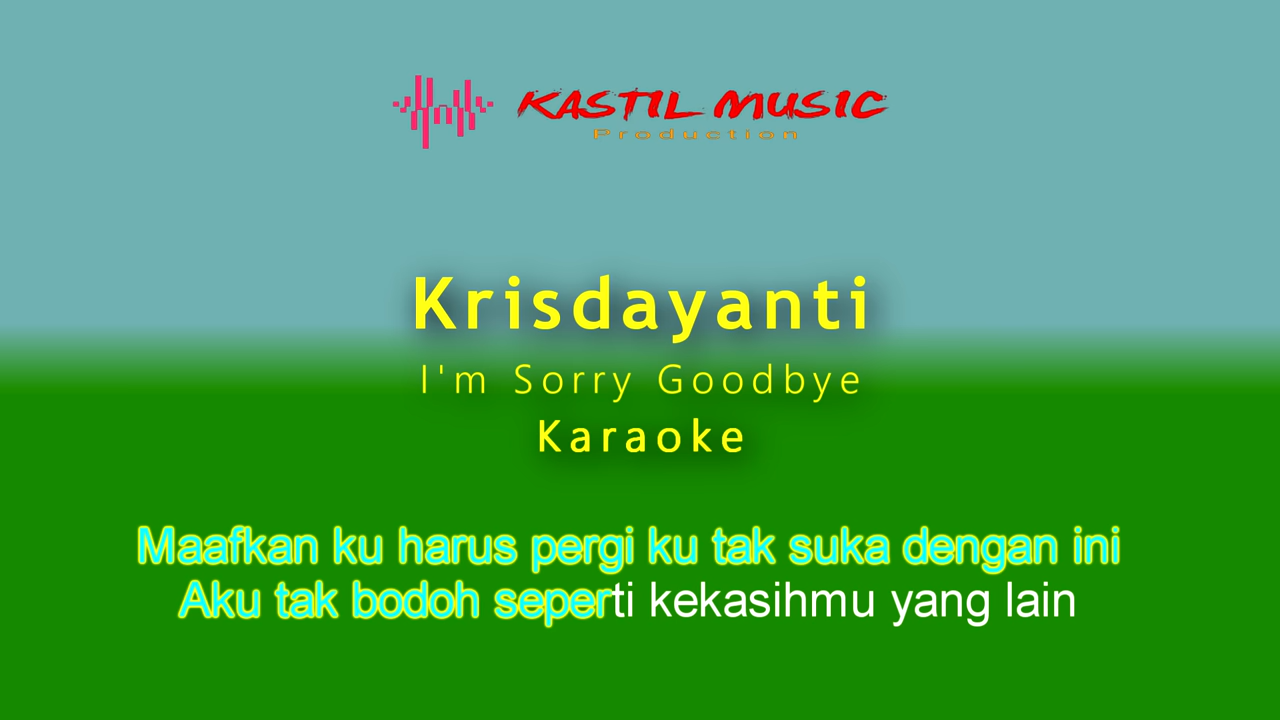 KASTIL MUSIC
Production
Krisdayanti
I'm Sorry Goodbye
Karaoke
Maafkan ku harus pergi ku tak suka dengan ini
Aku tak bodoh seperti kekasihmu yang lain